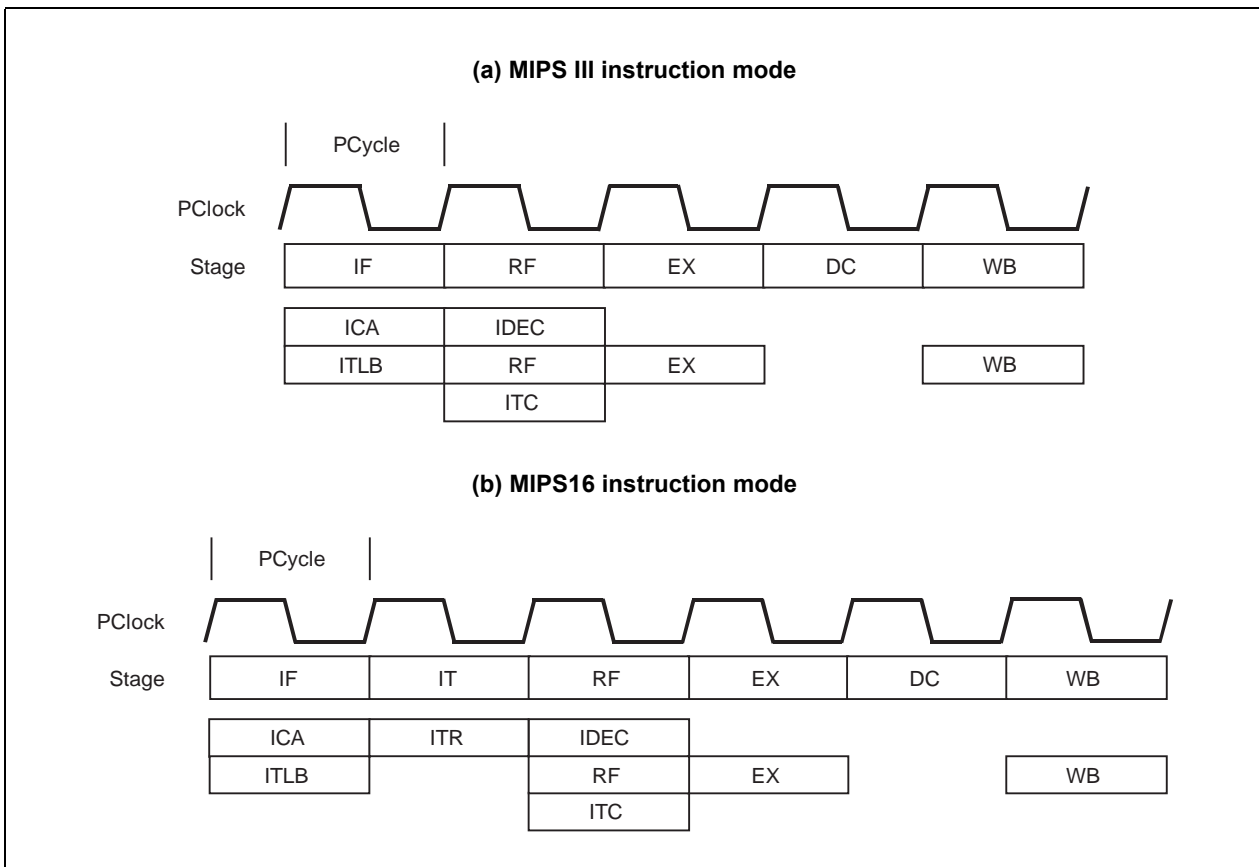 (a) MIPS III instruction mode
PCycle
PClock
Stage IF RF EX DC WB
ICA IDEC
ITLB RF EX WB
ITC
(b) MIPS16 instruction mode
PCycle
PClock
Stage IF IT RF EX DC WB
ICA ITR IDEC
ITLB RF EX WB
ITC